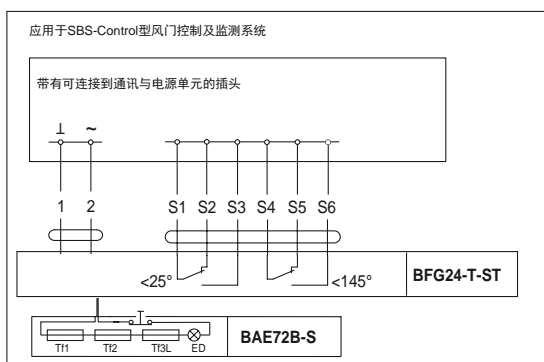 应用于SBS-Control型风门控制及监测系统
带有可连接到通讯与电源单元的插头
⊥ ~
1 2 S1 S2 S3 S4 S5 S6
<25° <145° BFG24-T-ST
T
Tf1 Tf2 Tf3L ED BAE72B-S